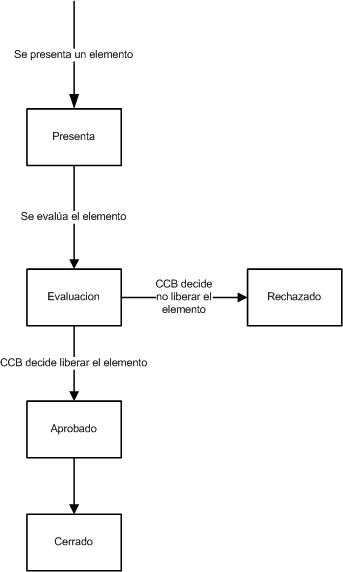 Se presenta un elemento
Presenta
Se evalúa el elemento
Evaluacion
CCB decide
no liberar el
elemento
Rechazado
CCB decide liberar el elemento
Aprobado
Cerrado